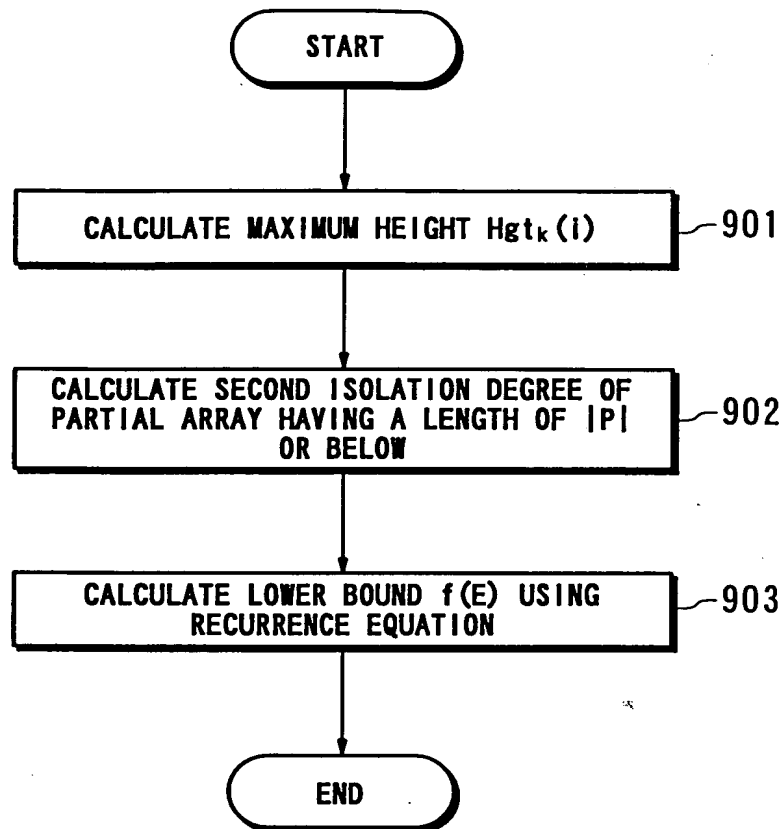 START
CALCULATE MAXIMUM HEIGHT Hgtₖ(i)
901
CALCULATE SECOND ISOLATION DEGREE OF
PARTIAL ARRAY HAVING A LENGTH OF |P|
OR BELOW
902
CALCULATE LOWER BOUND f(E) USING
RECURRENCE EQUATION
903
END